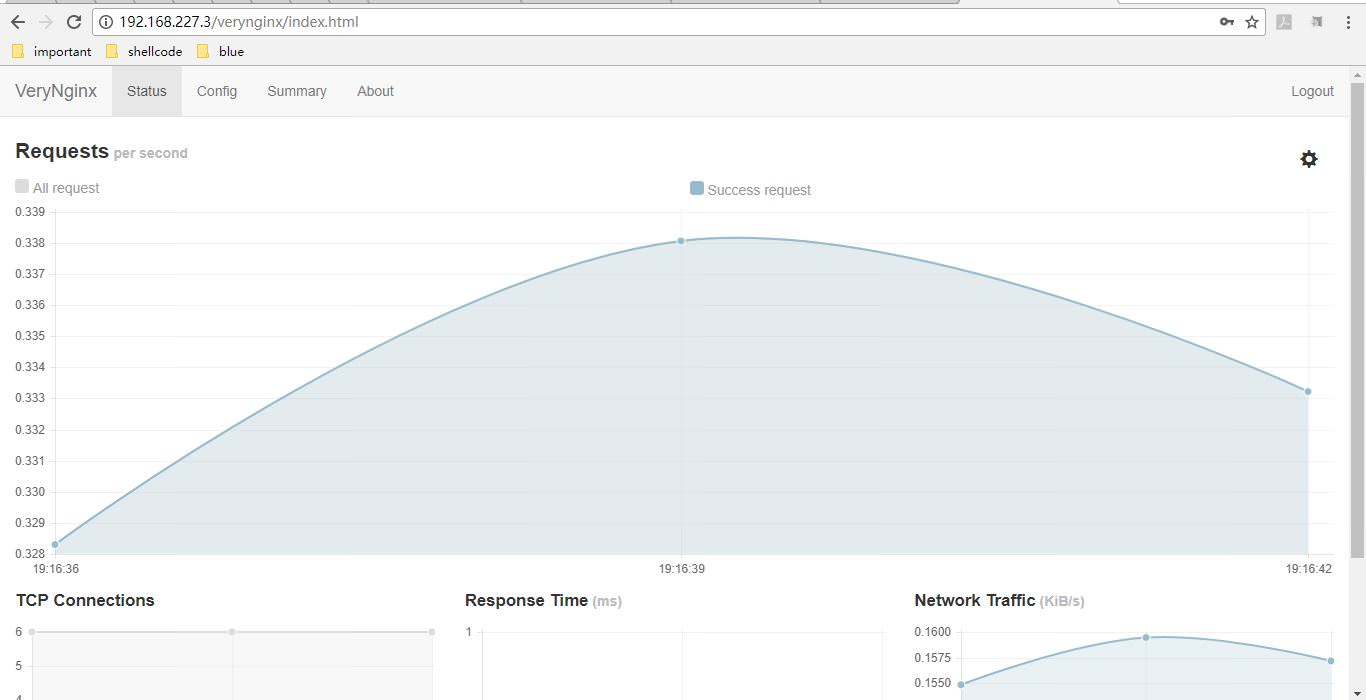 192.168.227.3/verynginx/index.html
important shellcode blue
VeryNginx Status Config Summary About Logout
Requests per second
All request Success request
0.339
0.338
0.337
0.336
0.335
0.334
0.333
0.332
0.331
0.330
0.329
0.328
19:16:36 19:16:39 19:16:42
TCP Connections Response Time (ms) Network Traffic (KiB/s)
6 1 0.1600
5 0.1575
4 0.1550